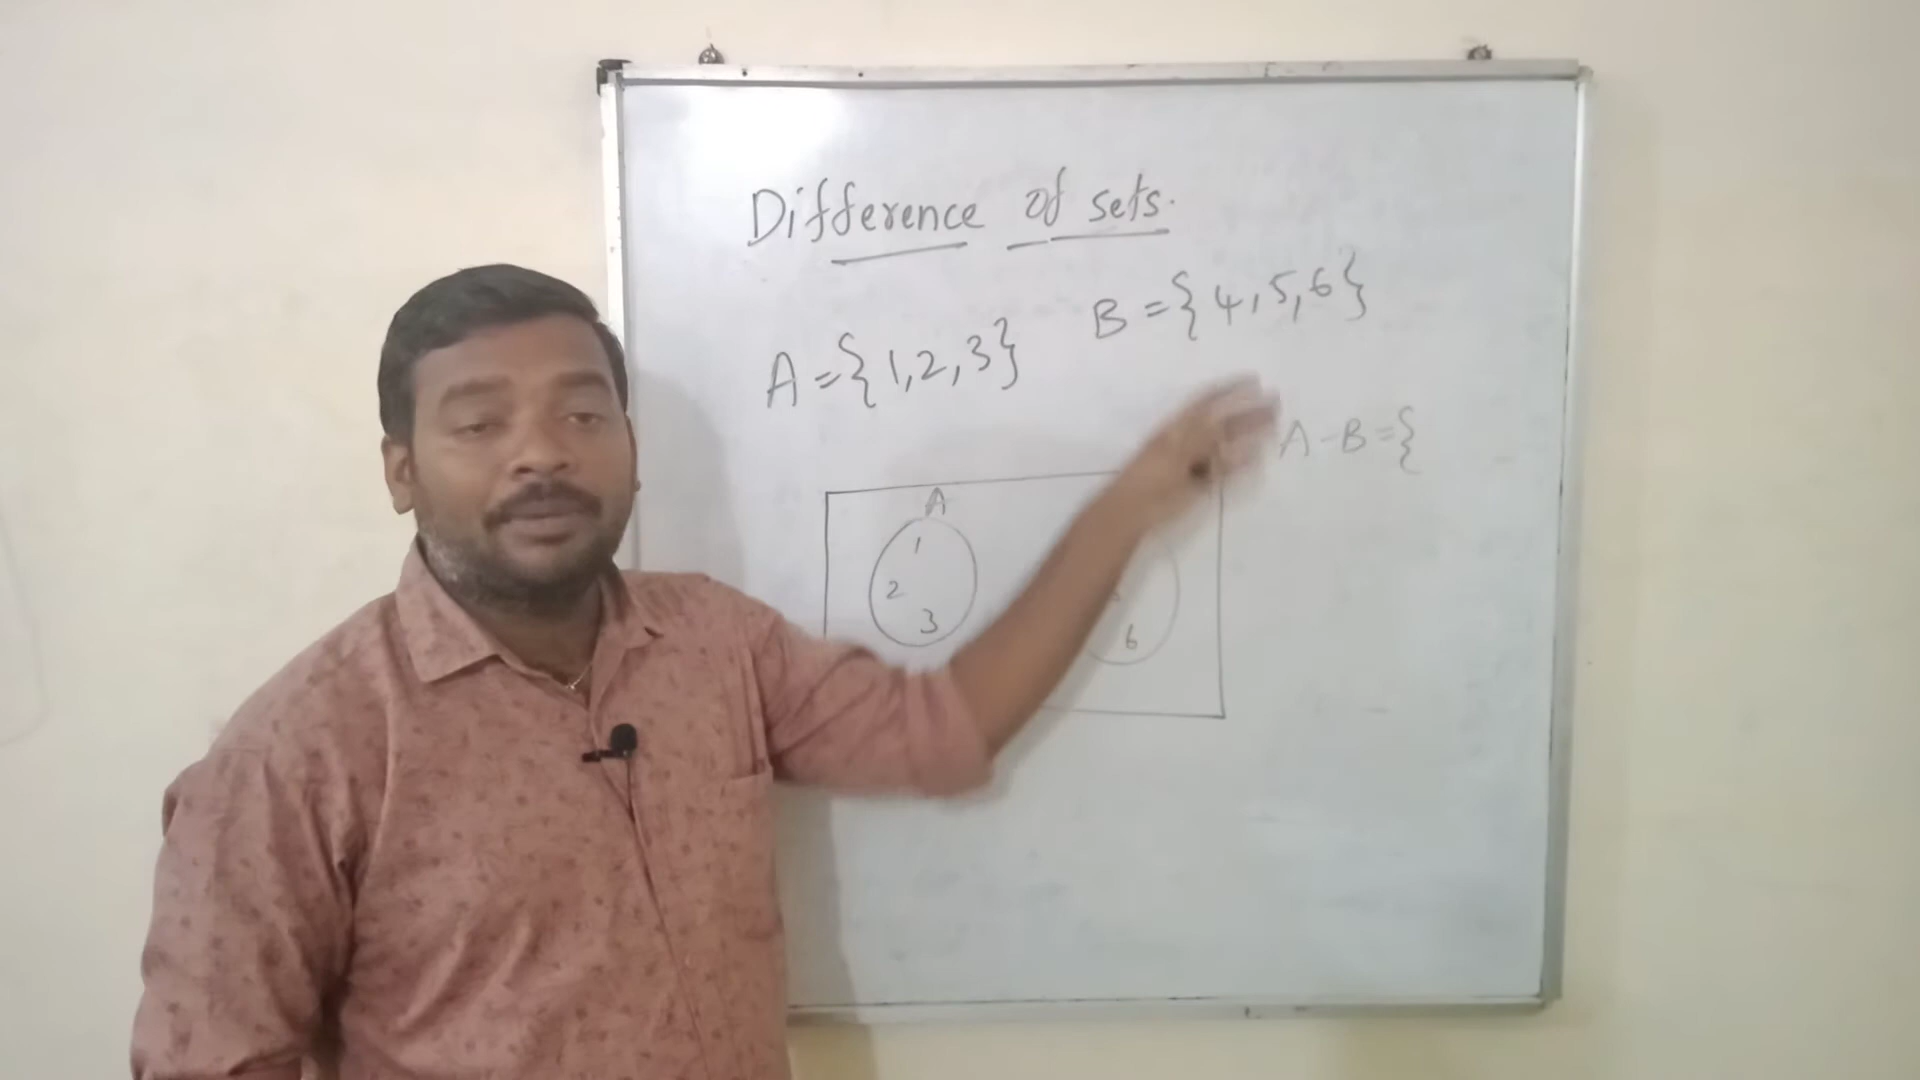 Difference of sets.
A = {1, 2, 3}
B = {4, 5, 6}
A - B = {
A
1
2
3
6